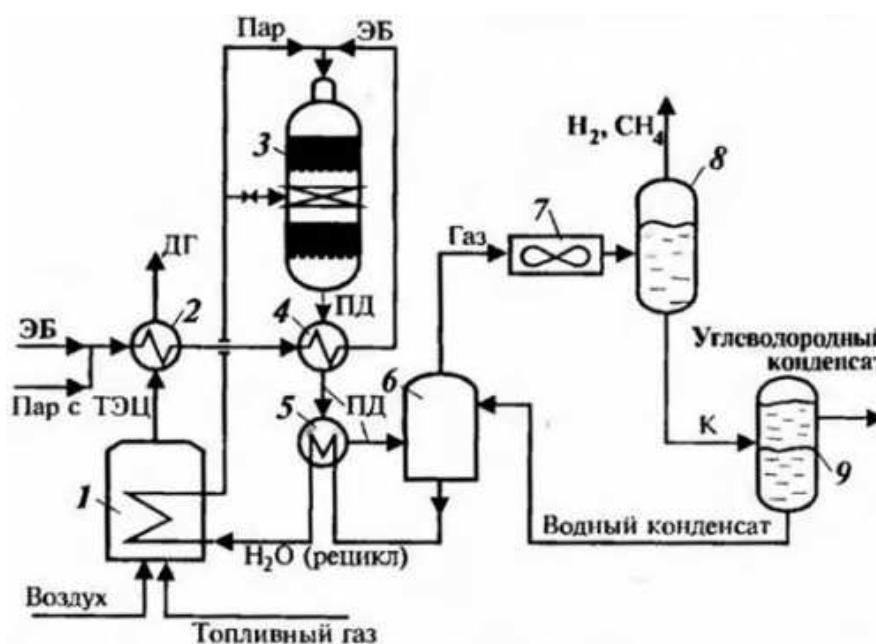 Пар
ЭБ
3
H₂, CH₄
8
ДГ
Газ
7
2
ПД
4
ЭБ
Пар с ТЭЦ
ПД
6
5
Углеволородный
конденсат
К
9
1
H₂O (рецикл)
Водный конденсат
Воздух
Топливный газ